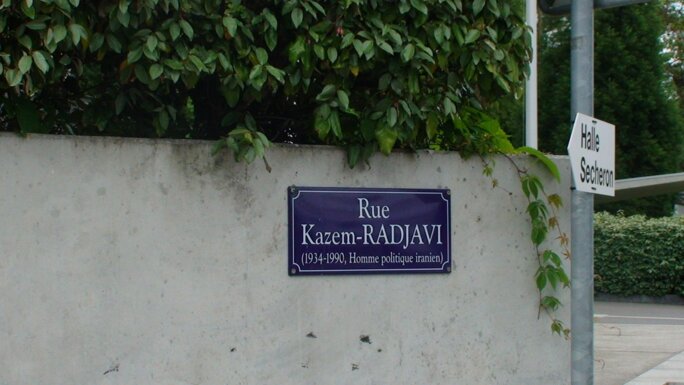 Rue
Kazem-RADJAVI
(1934-1990, Homme politique iranien)
Halle
Secheron